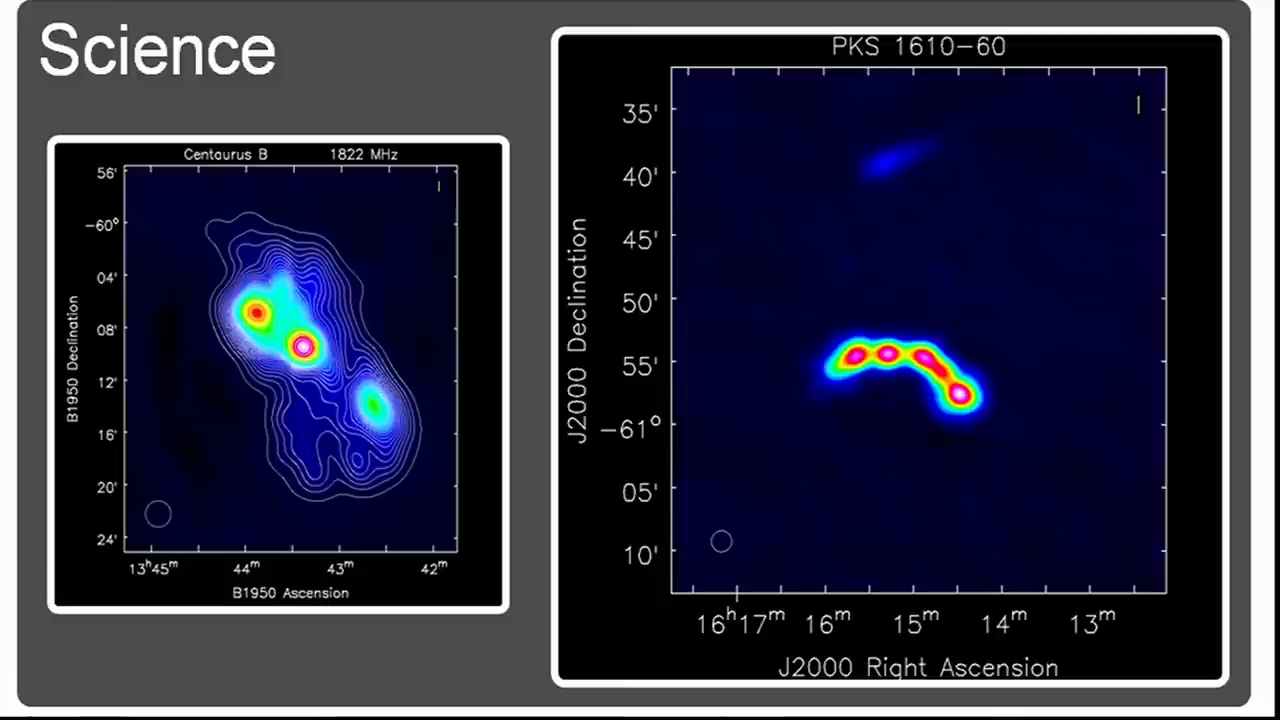 Science
Centaurus B 1822 MHz
56'
-60°
04'
08'
12'
16'
20'
24'
B1950 Declination
13ʰ45ᵐ 44ᵐ 43ᵐ 42ᵐ
B1950 Ascension
PKS 1610-60
35'
40'
45'
50'
55'
-61°
05'
10'
J2000 Declination
16ʰ17ᵐ 16ᵐ 15ᵐ 14ᵐ 13ᵐ
J2000 Right Ascension